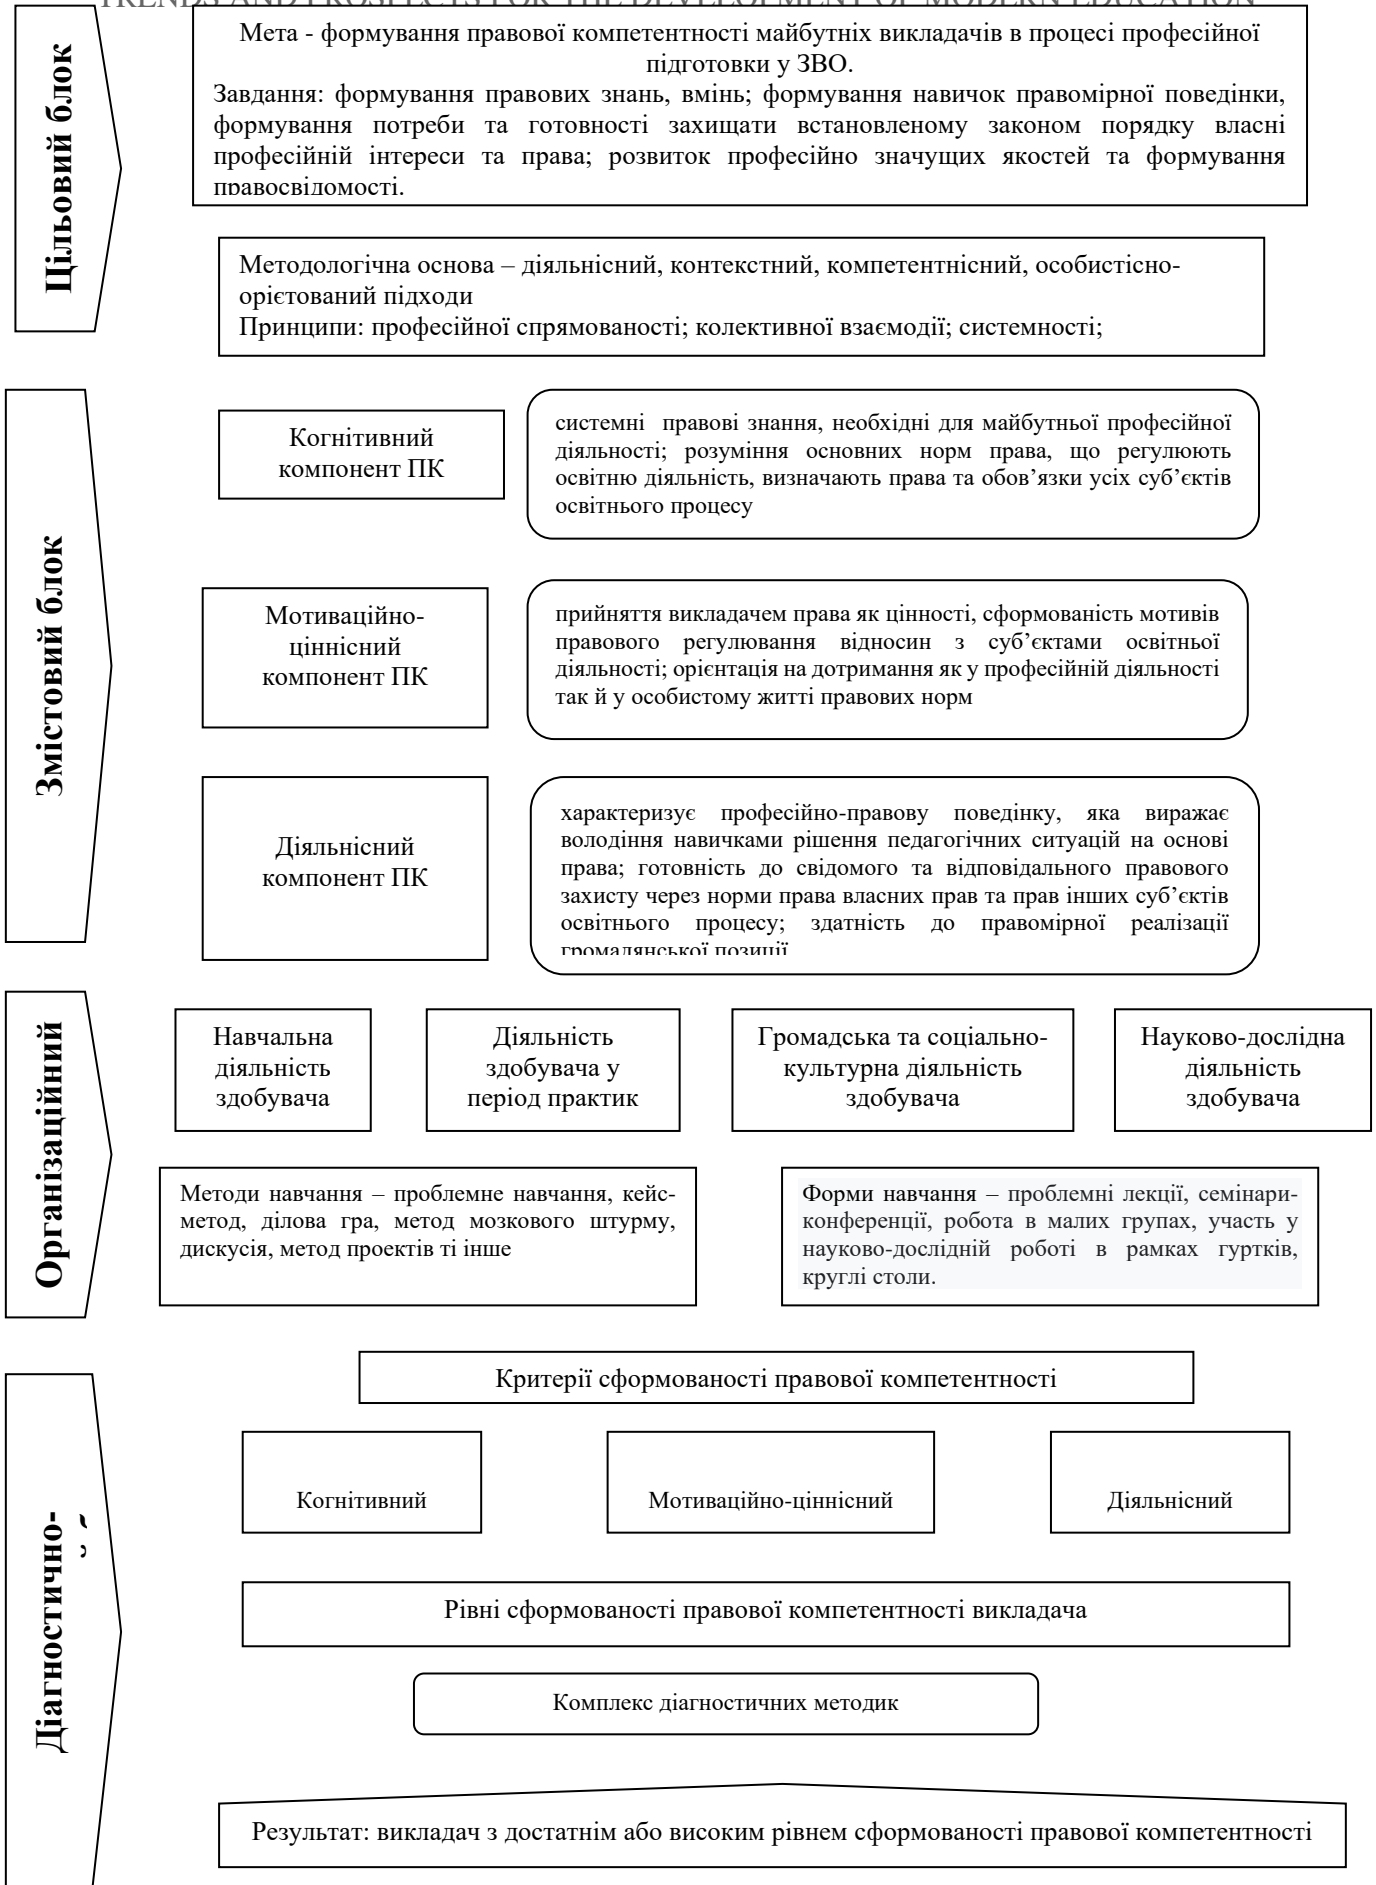 TRENDS AND PROSPECTS FOR THE DEVELOPMENT OF MODERN EDUCATION
Цільовий блок
Мета - формування правової компетентності майбутніх викладачів в процесі професійної
підготовки у ЗВО.
Завдання: формування правових знань, вмінь; формування навичок правомірної поведінки,
формування потреби та готовності захищати встановленому законом порядку власні
професійній інтереси та права; розвиток професійно значущих якостей та формування
правосвідомості.
Методологічна основа – діяльнісний, контекстний, компетентнісний, особистісно-
орієтований підходи
Принципи: професійної спрямованості; колективної взаємодії; системності;
Змістовий блок
Когнітивний
компонент ПК
системні правові знання, необхідні для майбутньої професійної
діяльності; розуміння основних норм права, що регулюють
освітню діяльність, визначають права та обов’язки усіх суб’єктів
освітнього процесу
Мотиваційно-
ціннісний
компонент ПК
прийняття викладачем права як цінності, сформованість мотивів
правового регулювання відносин з суб’єктами освітньої
діяльності; орієнтація на дотримання як у професійній діяльності
так й у особистому житті правових норм
Діяльнісний
компонент ПК
характеризує професійно-правову поведінку, яка виражає
володіння навичками рішення педагогічних ситуацій на основі
права; готовність до свідомого та відповідального правового
захисту через норми права власних прав та прав інших суб’єктів
освітнього процесу; здатність до правомірної реалізації
громадянської позиції
Організаційний
Навчальна
діяльність
здобувача
Діяльність
здобувача у
період практик
Громадська та соціально-
культурна діяльність
здобувача
Науково-дослідна
діяльність
здобувача
Методи навчання – проблемне навчання, кейс-
метод, ділова гра, метод мозкового штурму,
дискусія, метод проектів ті інше
Форми навчання – проблемні лекції, семінари-
конференції, робота в малих групах, участь у
науково-дослідній роботі в рамках гуртків,
круглі столи.
Діагностично-
Критерії сформованості правової компетентності
Когнітивний
Мотиваційно-ціннісний
Діяльнісний
Рівні сформованості правової компетентності викладача
Комплекс діагностичних методик
Результат: викладач з достатнім або високим рівнем сформованості правової компетентності